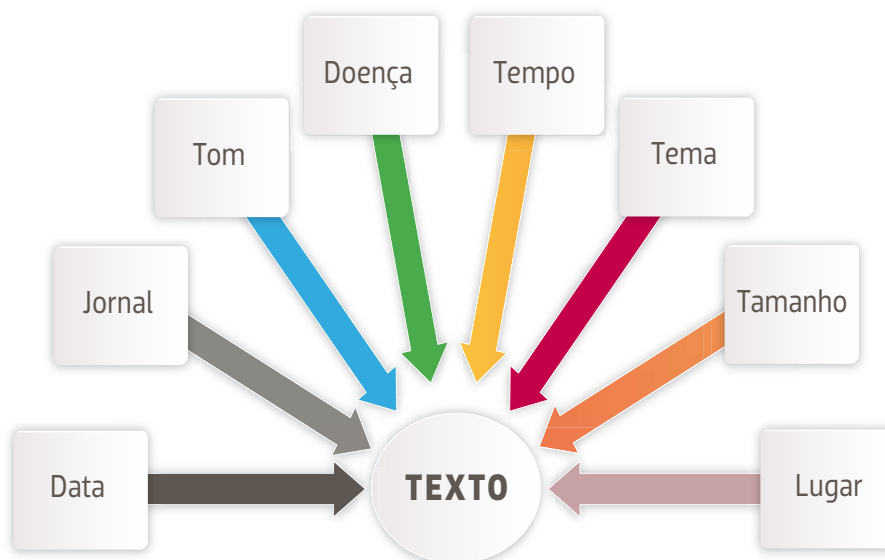 Doença
Tempo
Tom
Tema
Jornal
Tamanho
Data
TEXTO
Lugar